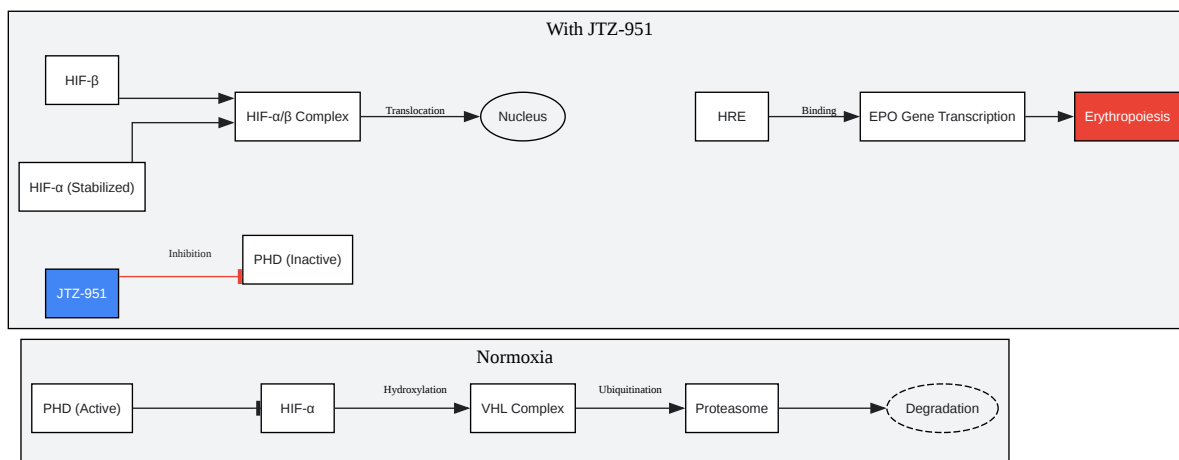 With JTZ-951
HIF-β
HIF-α/β Complex
Translocation
Nucleus
HRE
Binding
EPO Gene Transcription
Erythropoiesis
HIF-α (Stabilized)
Inhibition
PHD (Inactive)
JTZ-951
Normoxia
PHD (Active)
HIF-α
Hydroxylation
VHL Complex
Ubiquitination
Proteasome
Degradation